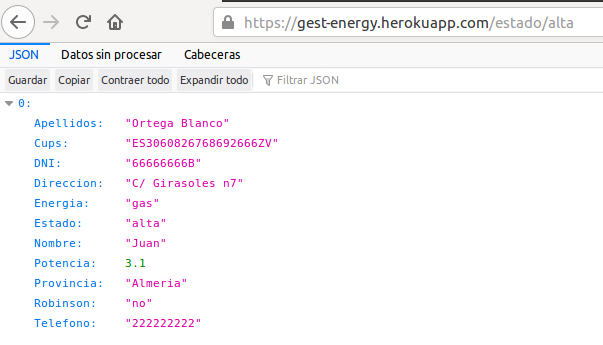 https://gest-energy.herokuapp.com/estado/alta
JSON Datos sin procesar Cabeceras
Guardar Copiar Contraer todo Expandir todo Filtrar JSON
0:
Apellidos: "Ortega Blanco"
Cups: "ES3060826768692666ZV"
DNI: "66666666B"
Direccion: "C/ Girasoles n7"
Energia: "gas"
Estado: "alta"
Nombre: "Juan"
Potencia: 3.1
Provincia: "Almeria"
Robinson: "no"
Telefono: "222222222"